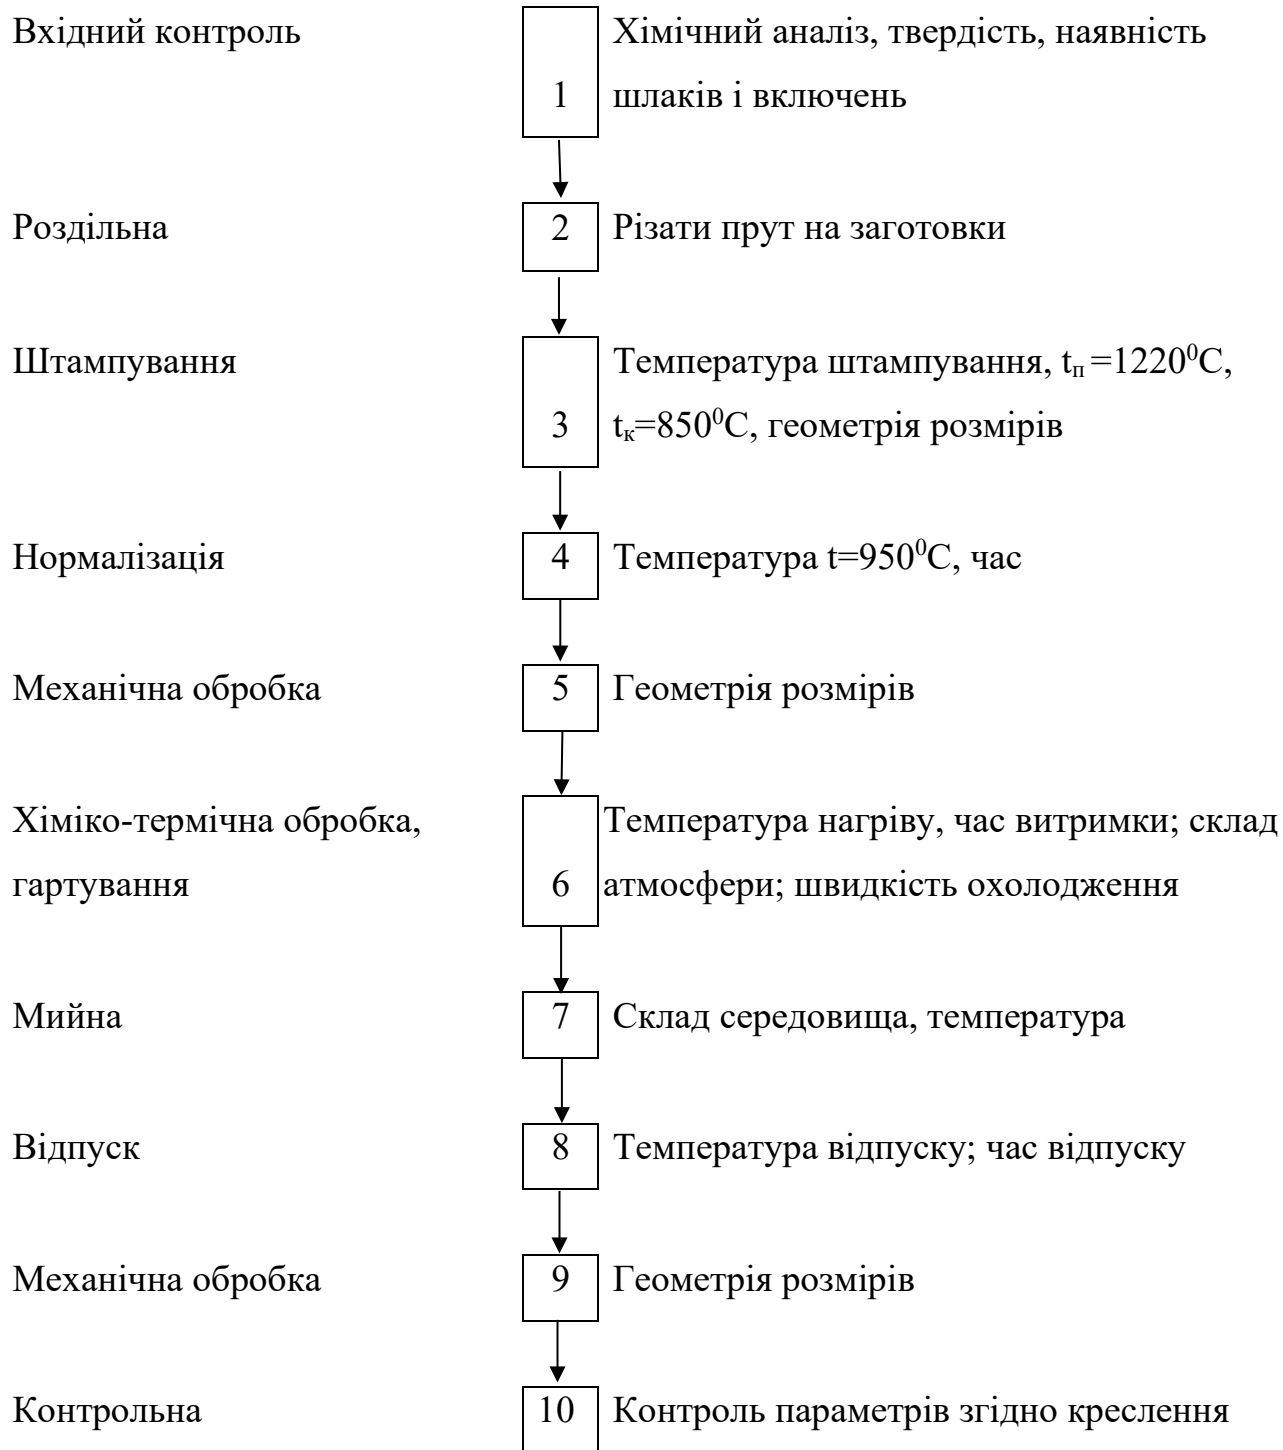 Вхідний контроль Хімічний аналіз, твердість, наявність
1 шлаків і включень
Роздільна 2 Різати прут на заготовки
Штампування Температура штампування, tп =1220⁰С,
3 tк=850⁰С, геометрія розмірів
Нормалізація 4 Температура t=950⁰С, час
Механічна обробка 5 Геометрія розмірів
Хіміко-термічна обробка, Температура нагріву, час витримки; склад
гартування 6 атмосфери; швидкість охолодження
Мийна 7 Склад середовища, температура
Відпуск 8 Температура відпуску; час відпуску
Механічна обробка 9 Геометрія розмірів
Контрольна 10 Контроль параметрів згідно креслення